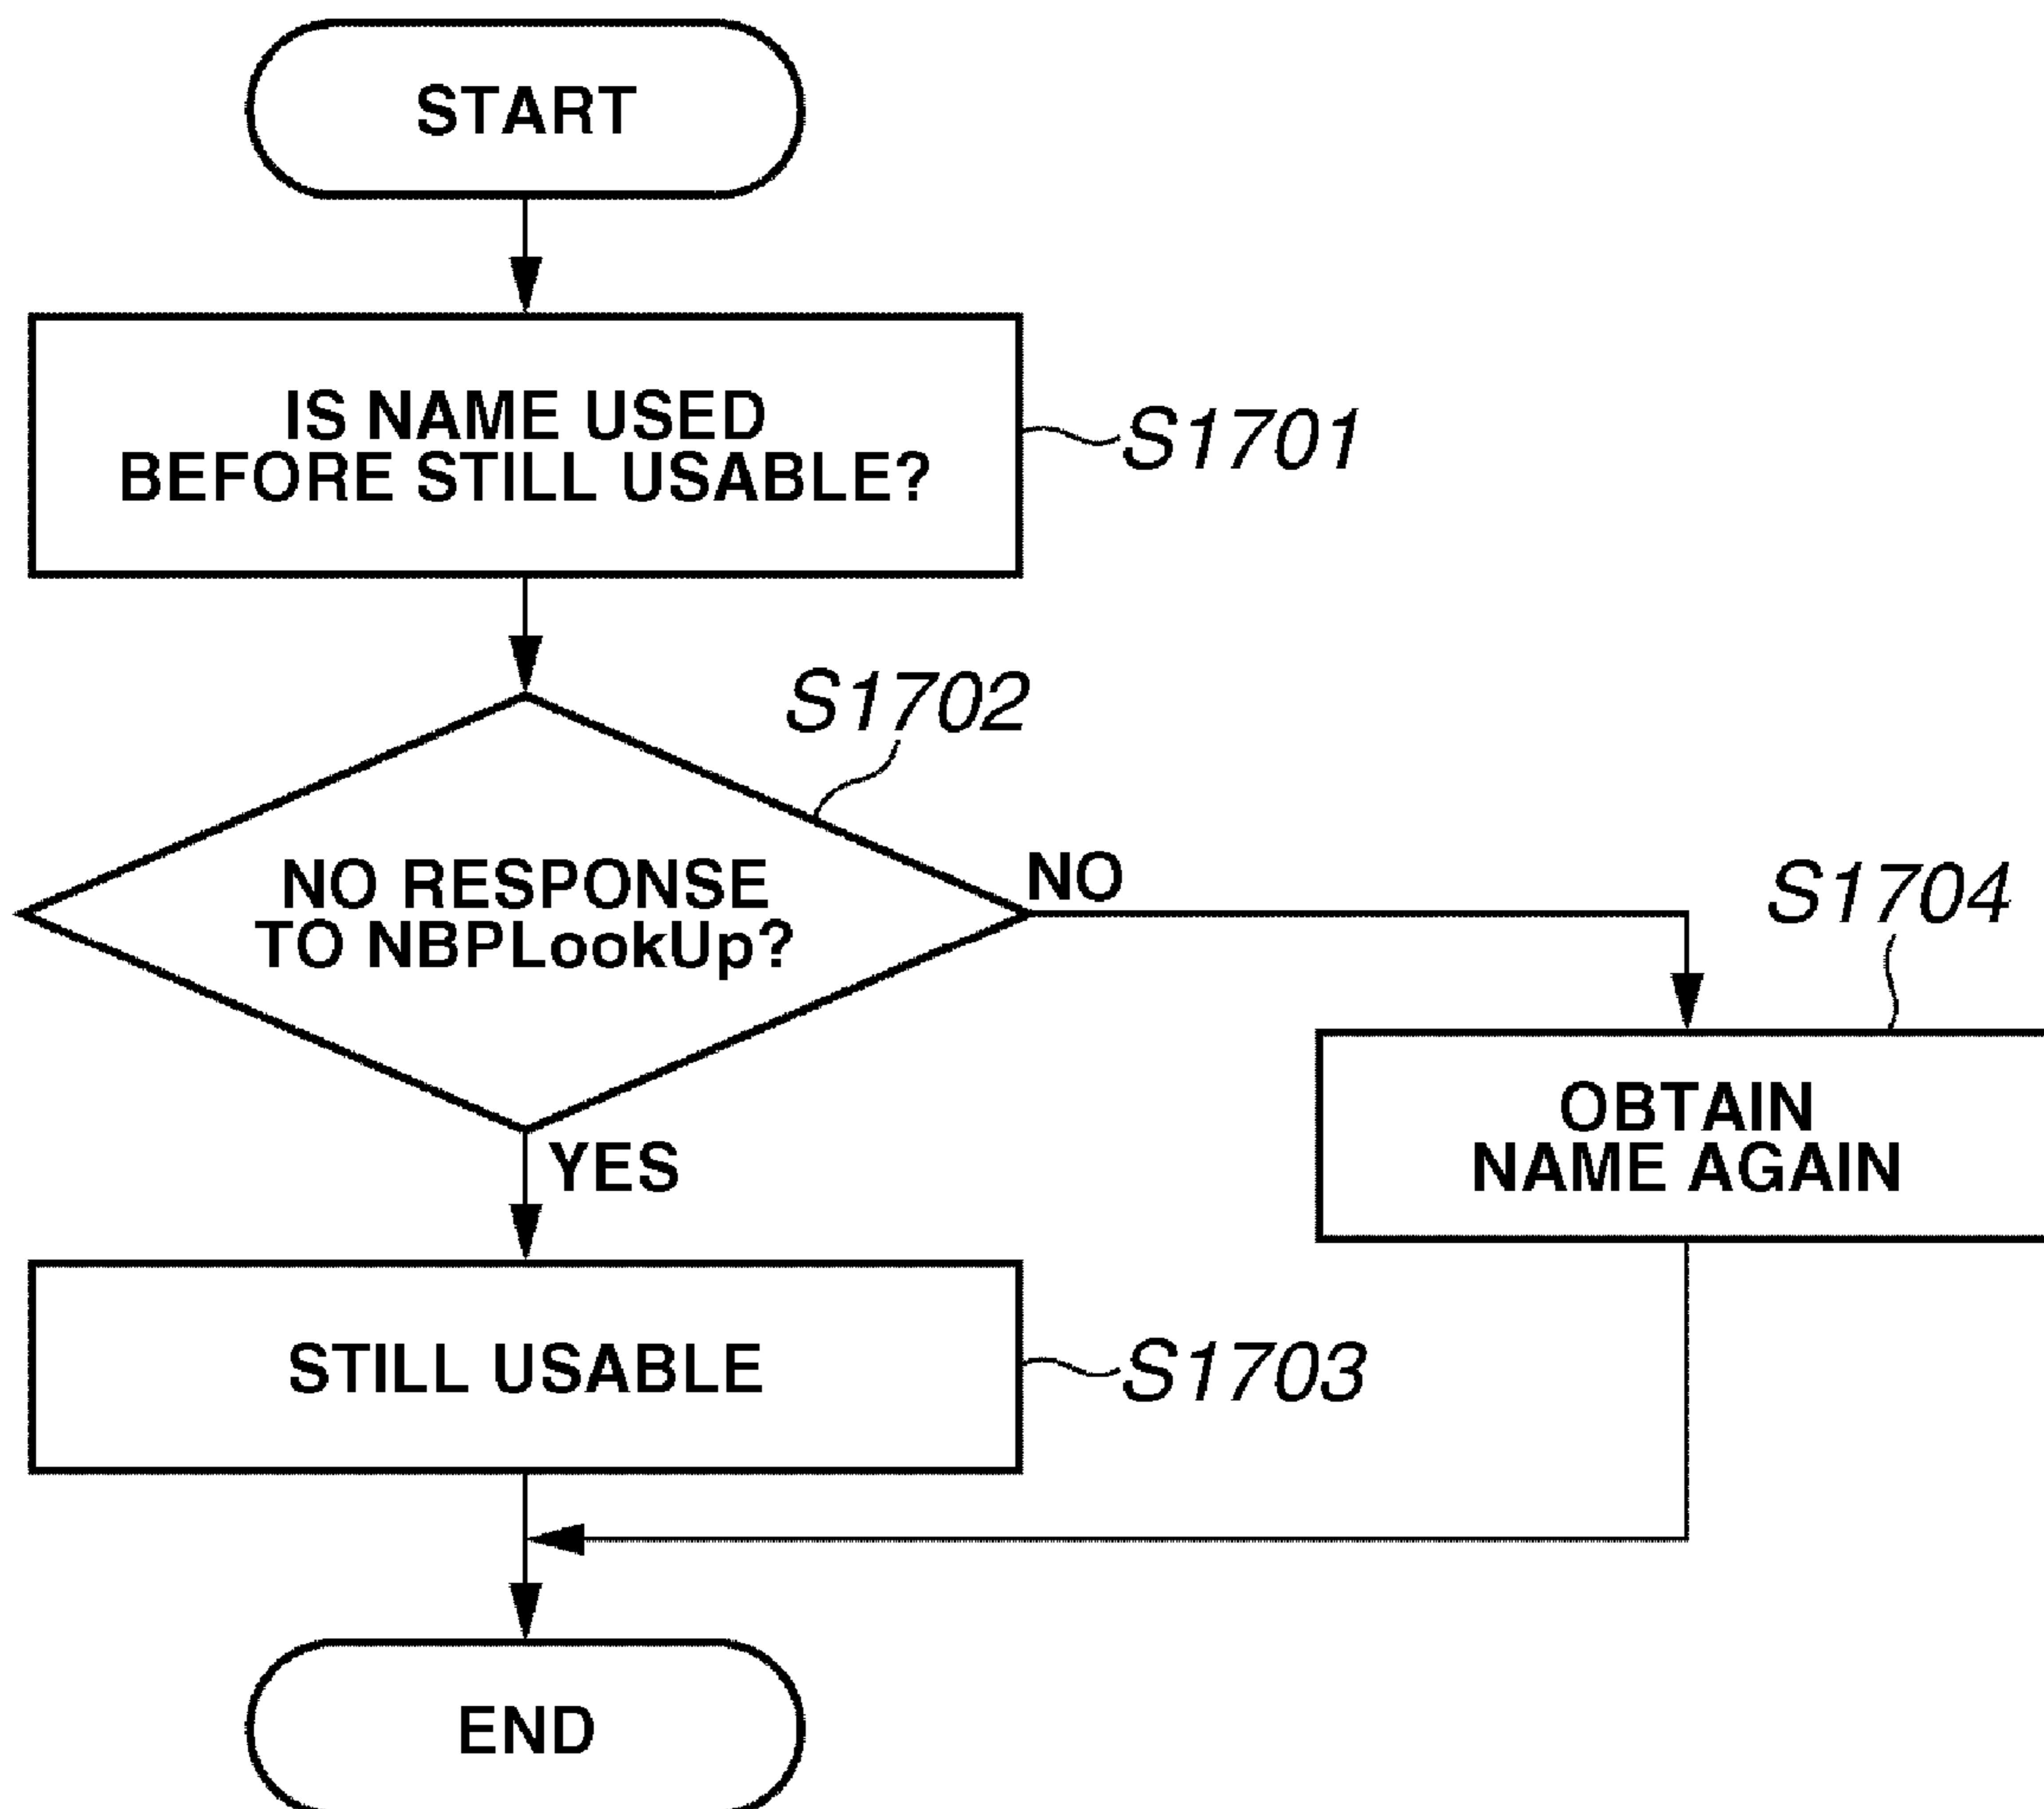 START
IS NAME USED
BEFORE STILL USABLE?
S1701
S1702
NO RESPONSE
TO NBPLookUp?
NO
S1704
OBTAIN
NAME AGAIN
YES
STILL USABLE
S1703
END